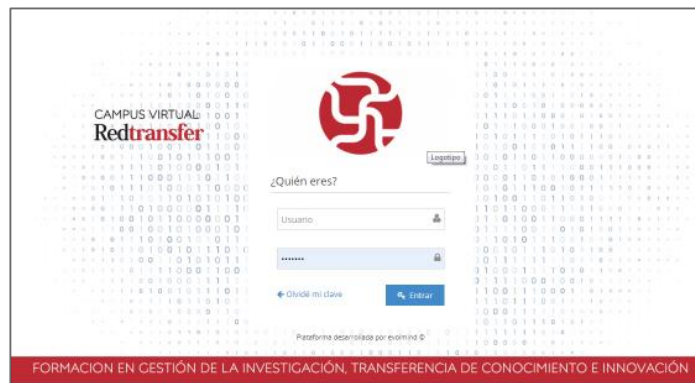 CAMPUS VIRTUAL
Redtransfer
Logotipo
¿Quién eres?
Usuario
•••••••
Olvidé mi clave
Entrar
Plataforma desarrollada por evolmind ©
FORMACION EN GESTIÓN DE LA INVESTIGACIÓN, TRANSFERENCIA DE CONOCIMIENTO E INNOVACIÓN